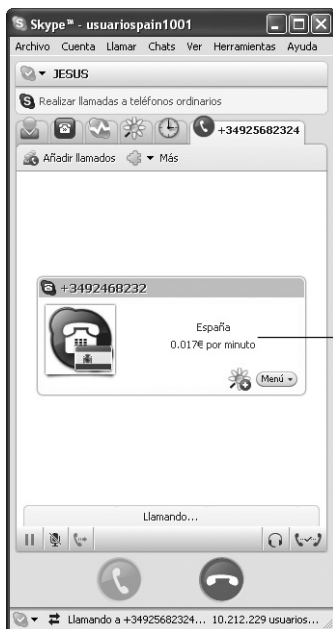 Skype™ - usuariospain1001
Archivo Cuenta Llamar Chats Ver Herramientas Ayuda
JESUS
Realizar llamadas a teléfonos ordinarios
+34925682324
Añadir llamados Más
+3492468232
España
0.017€ por minuto
Menú
Llamando...
Llamando a +34925682324... 10.212.229 usuarios...